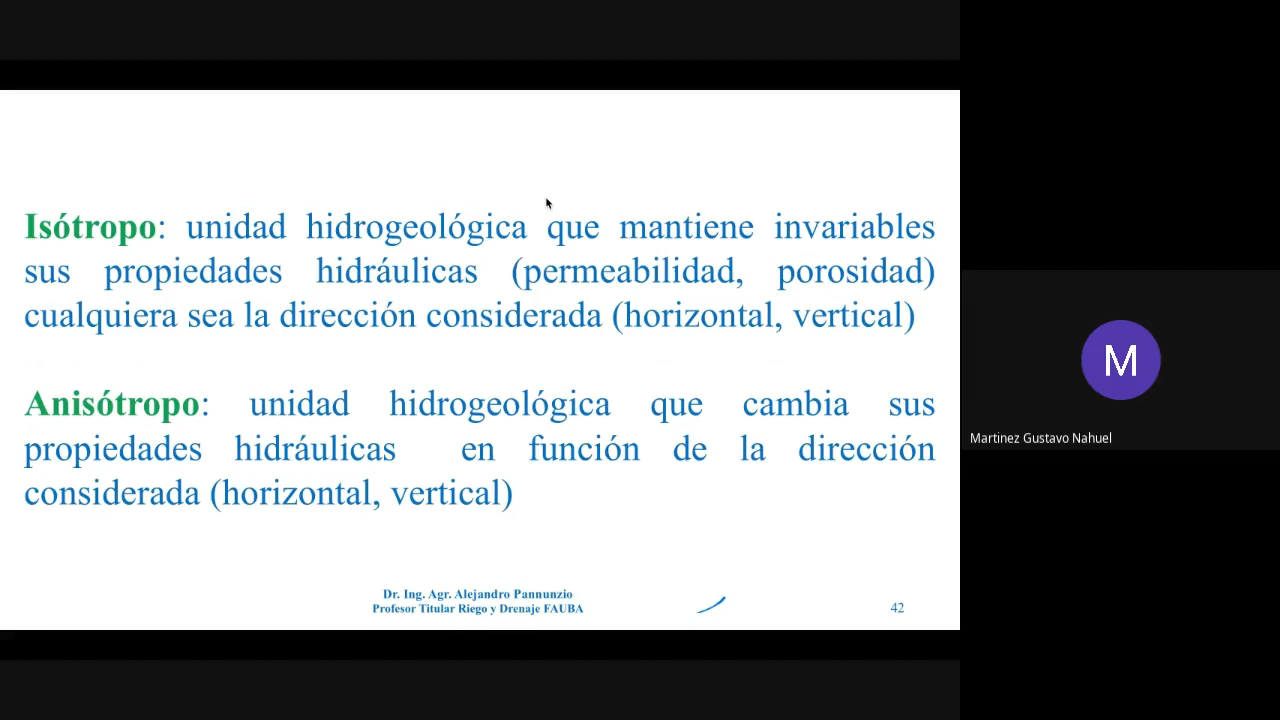 Isótropo: unidad hidrogeológica que mantiene invariables
sus propiedades hidráulicas (permeabilidad, porosidad)
cualquiera sea la dirección considerada (horizontal, vertical)
Anisótropo: unidad hidrogeológica que cambia sus
propiedades hidráulicas en función de la dirección
considerada (horizontal, vertical)
Dr. Ing. Agr. Alejandro Pannunzio
Profesor Titular Riego y Drenaje FAUBA
42
M
Martinez Gustavo Nahuel